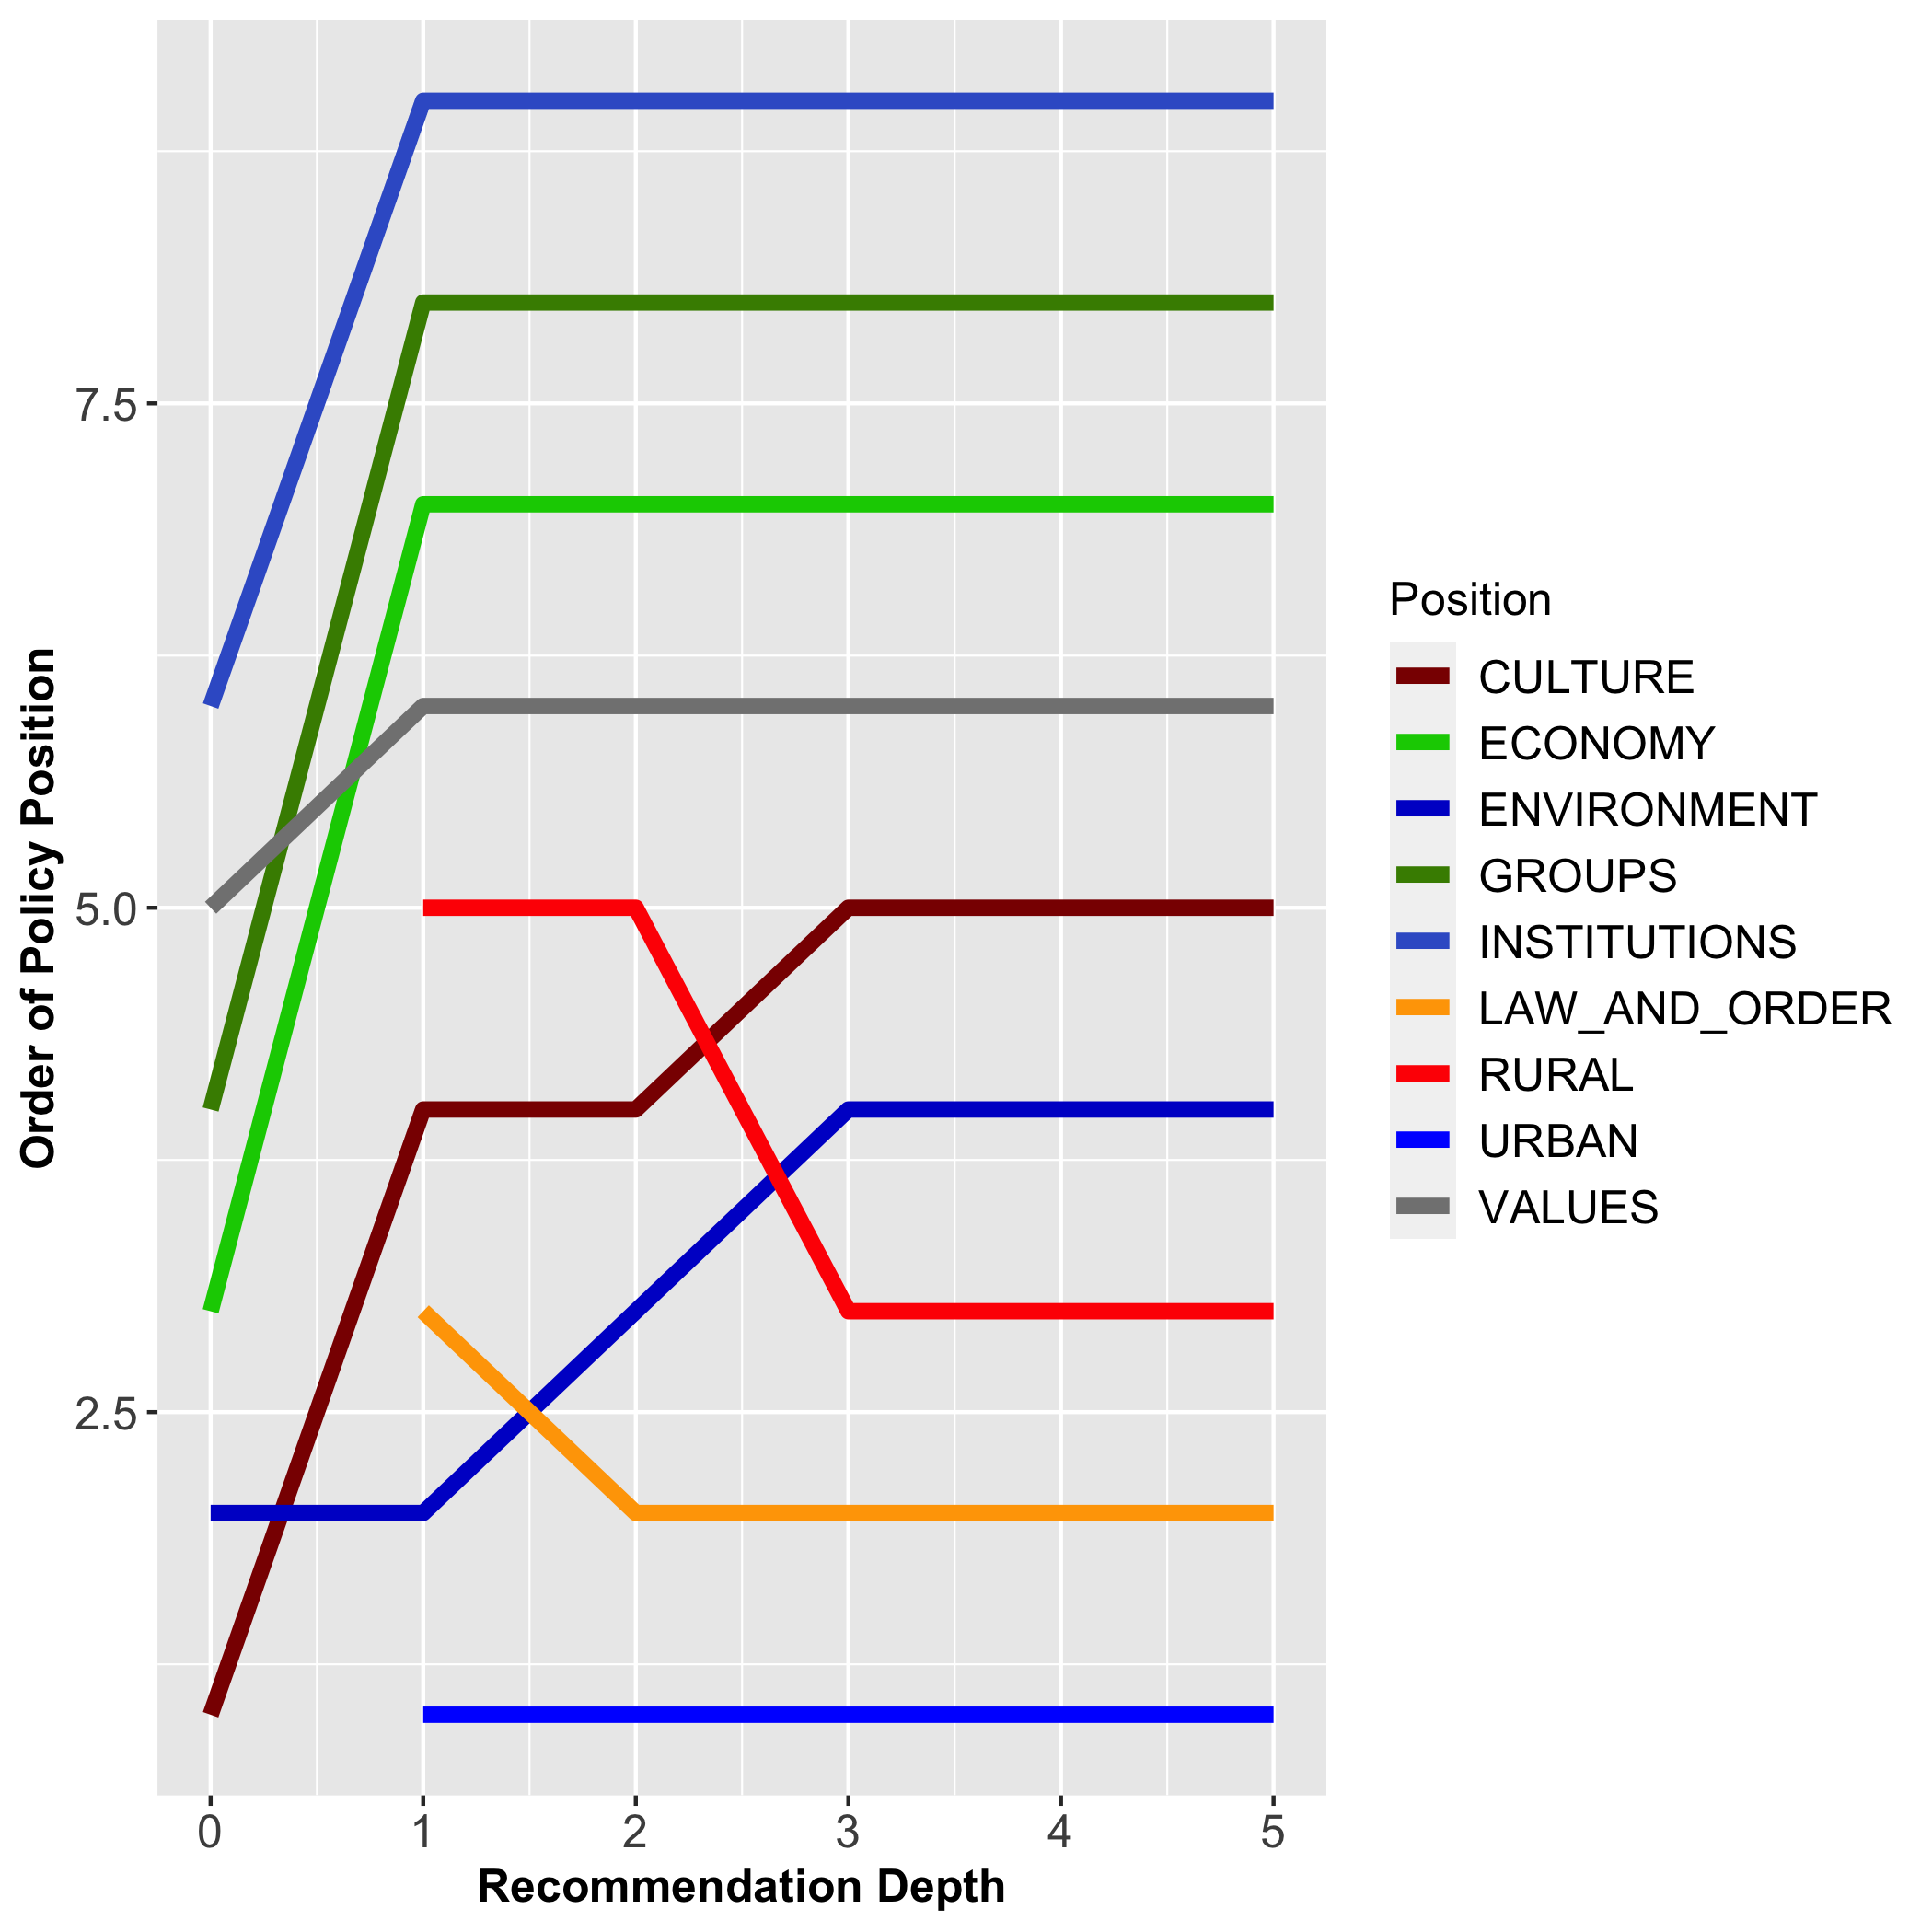 Order of Policy Position
7.5
5.0
2.5
0 1 2 3 4 5
Recommendation Depth
Position
CULTURE
ECONOMY
ENVIRONMENT
GROUPS
INSTITUTIONS
LAW_AND_ORDER
RURAL
URBAN
VALUES